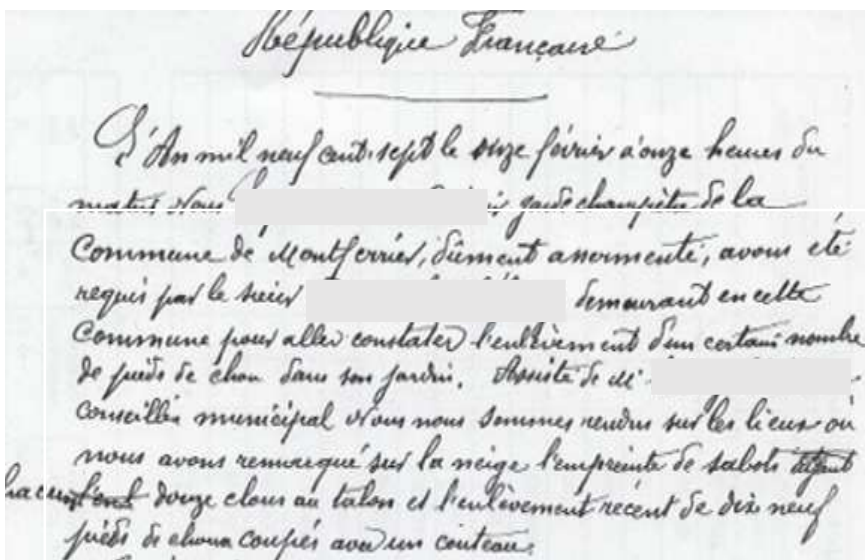 République Française
L'An mil neuf cent sept le onze février à onze heures du
matin Nous garde champêtre de la
Commune de Montferrier, dûment assermenté, avons été
requis par le sieur demeurant en cette
Commune pour aller constater l'enlèvement d'un certain nombre
de pieds de chou dans son jardin. Assisté de Mr
conseiller municipal Nous nous sommes rendus sur les lieux où
nous avons remarqué sur la neige l'empreinte de sabots
douze clous au talon et l'enlèvement récent de dix neuf
pieds de choux coupés avec un couteau.